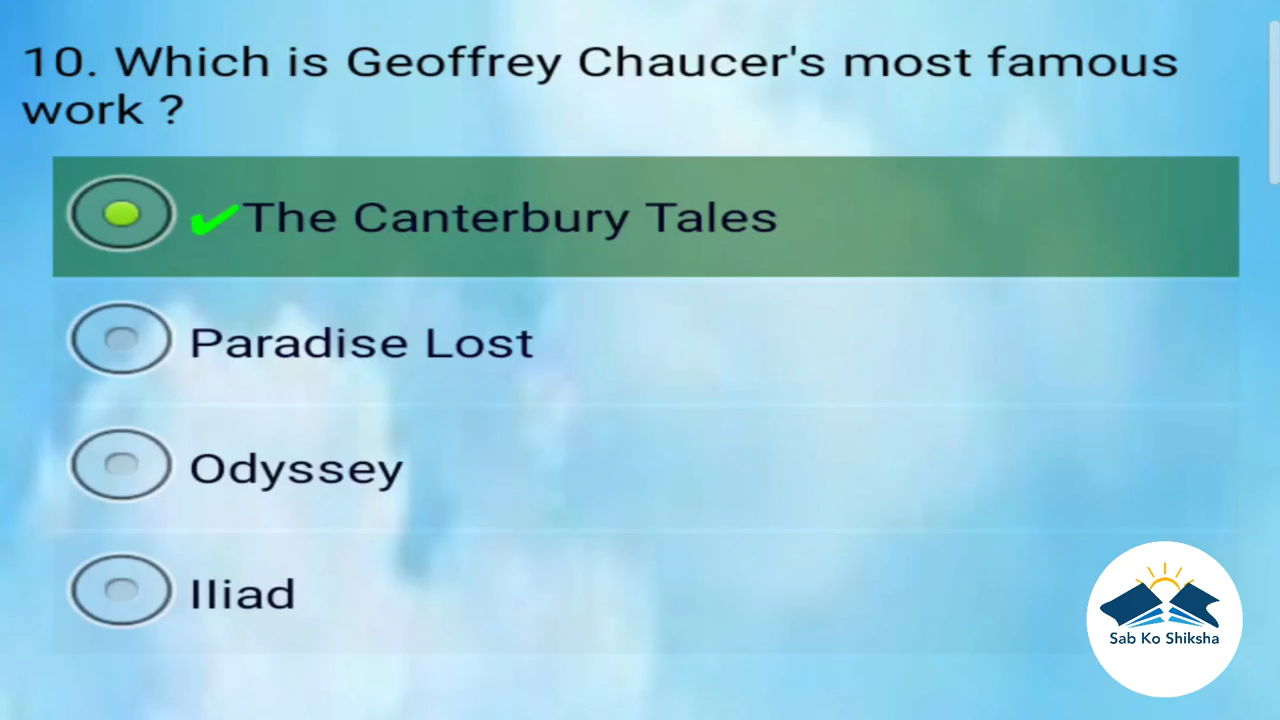 10. Which is Geoffrey Chaucer's most famous
work ?
✔The Canterbury Tales
Paradise Lost
Odyssey
Iliad
Sab Ko Shiksha